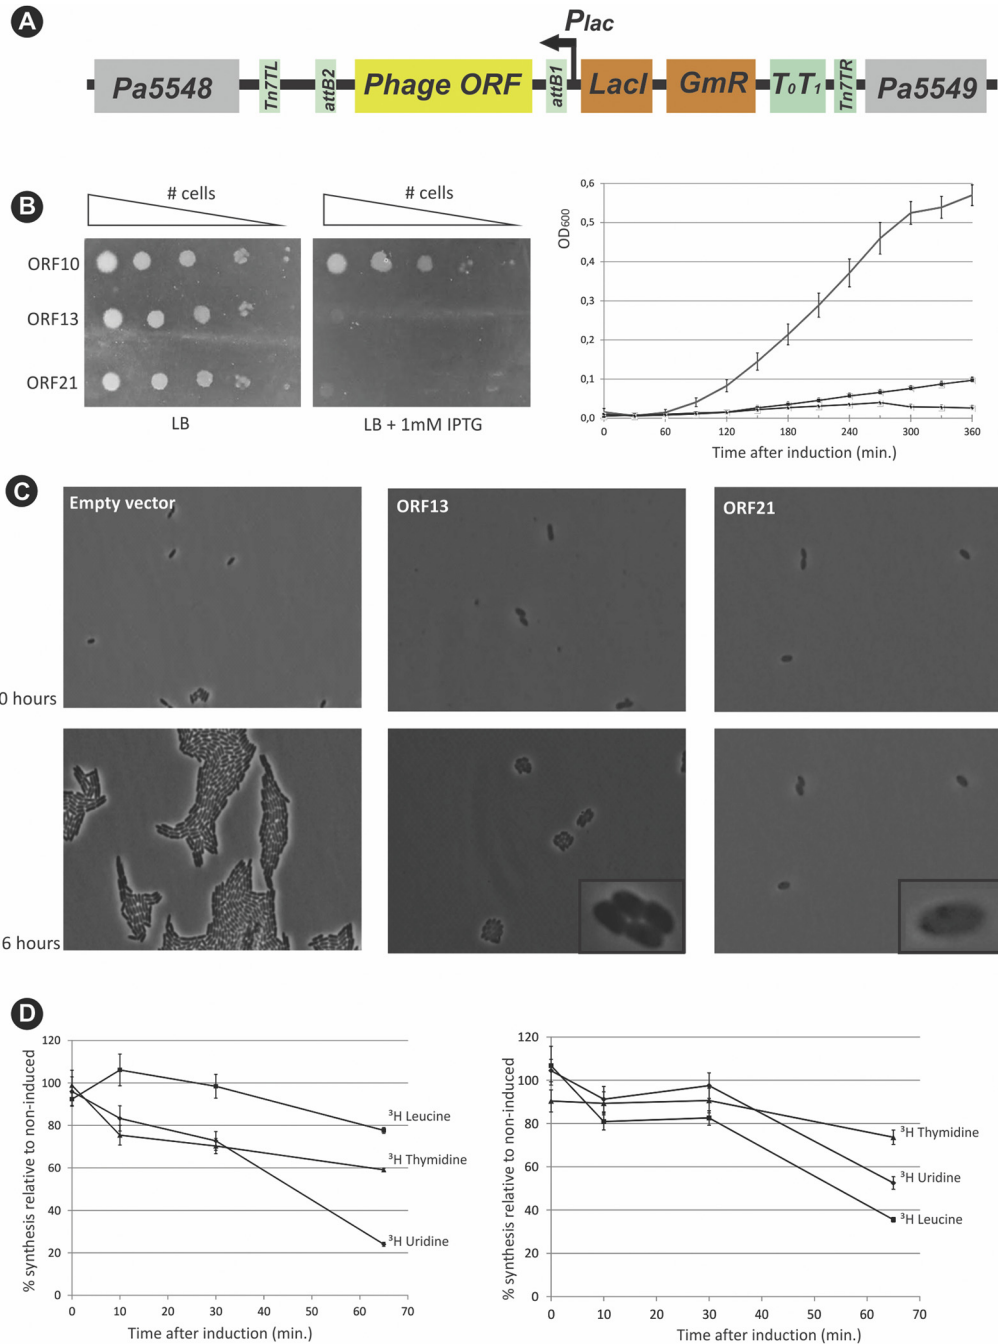 A
Plac
Pa5548
Tn7TL
attB2
Phage ORF
attB1
LacI
GmR
T₀T₁
Tn7TR
Pa5549
B
# cells
# cells
ORF10
ORF13
ORF21
LB
LB + 1mM IPTG
OD₆₀₀
0,6
0,5
0,4
0,3
0,2
0,1
0,0
0 60 120 180 240 300 360
Time after induction (min.)
C
Empty vector
ORF13
ORF21
0 hours
6 hours
D
% synthesis relative to non-induced
120
100
80
60
40
20
0
³H Leucine
³H Thymidine
³H Uridine
0 10 20 30 40 50 60 70
Time after induction (min.)
% synthesis relative to non-induced
120
100
80
60
40
20
0
³H Thymidine
³H Uridine
³H Leucine
0 10 20 30 40 50 60 70
Time after induction (min.)